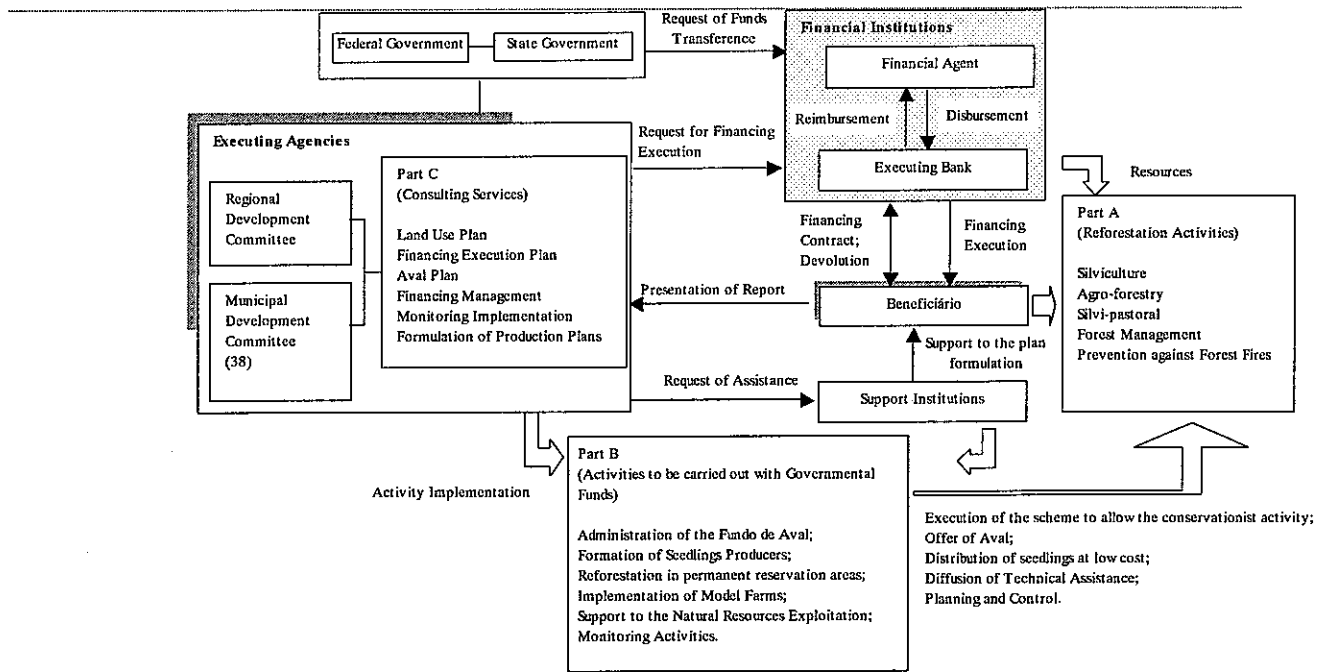 Federal Government
State Government
Request of Funds
Transference
Financial Institutions
Financial Agent
Reimbursement
Disbursement
Executing Bank
Executing Agencies
Regional
Development
Committee
Municipal
Development
Committee
(38)
Part C
(Consulting Services)
Land Use Plan
Financing Execution Plan
Aval Plan
Financing Management
Monitoring Implementation
Formulation of Production Plans
Request for Financing
Execution
Financing
Contract;
Devolution
Financing
Execution
Presentation of Report
Beneficiário
Support to the plan
formulation
Request of Assistance
Support Institutions
Resources
Part A
(Reforestation Activities)
Silviculture
Agro-forestry
Silvi-pastoral
Forest Management
Prevention against Forest Fires
Activity Implementation
Part B
(Activities to be carried out with Governmental
Funds)
Administration of the Fundo de Aval;
Formation of Seedlings Producers;
Reforestation in permanent reservation areas;
Implementation of Model Farms;
Support to the Natural Resources Exploitation;
Monitoring Activities.
Execution of the scheme to allow the conservationist activity;
Offer of Aval;
Distribution of seedlings at low cost;
Diffusion of Technical Assistance;
Planning and Control.